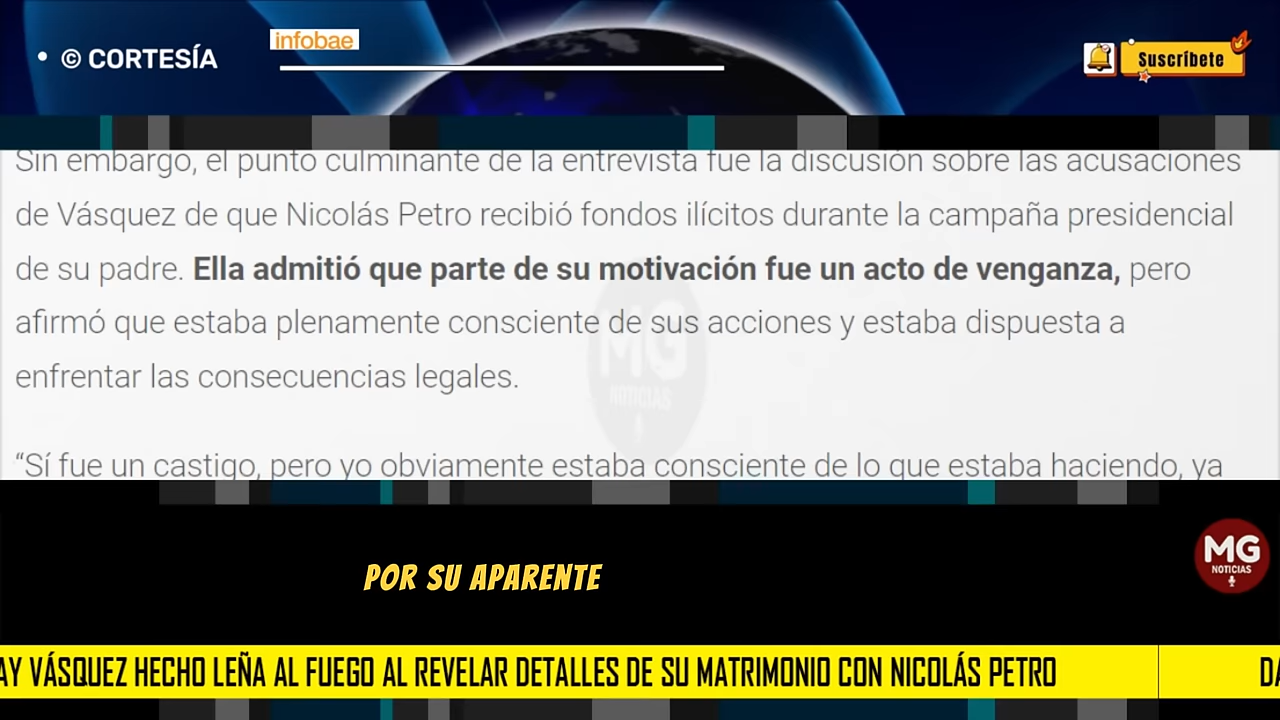 infobae
• © CORTESÍA
Suscríbete
Sin embargo, el punto culminante de la entrevista fue la discusión sobre las acusaciones
de Vásquez de que Nicolás Petro recibió fondos ilícitos durante la campaña presidencial
de su padre. Ella admitió que parte de su motivación fue un acto de venganza, pero
afirmó que estaba plenamente consciente de sus acciones y estaba dispuesta a
enfrentar las consecuencias legales.
MG
NOTICIAS
“Sí fue un castigo, pero yo obviamente estaba consciente de lo que estaba haciendo, ya
POR SU APARENTE
MG
NOTICIAS
AY VÁSQUEZ HECHO LEÑA AL FUEGO AL REVELAR DETALLES DE SU MATRIMONIO CON NICOLÁS PETRO